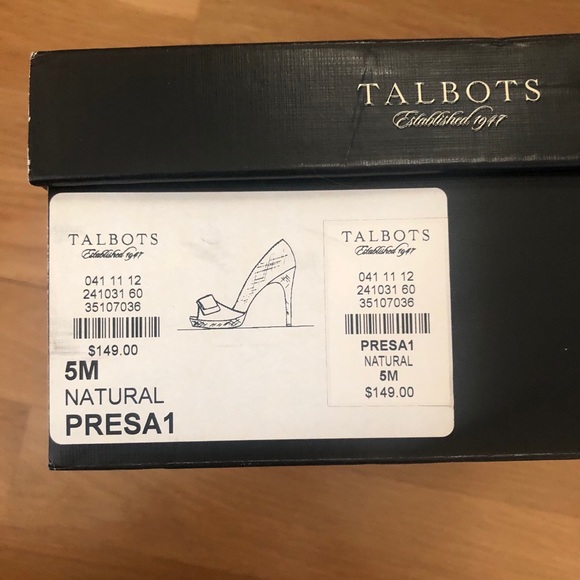 TALBOTS
Established 1947
TALBOTS
Established 1947
041 11 12
241031 60
35107036
$149.00
5M
NATURAL
PRESA1
TALBOTS
Established 1947
041 11 12
241031 60
35107036
PRESA1
NATURAL
5M
$149.00